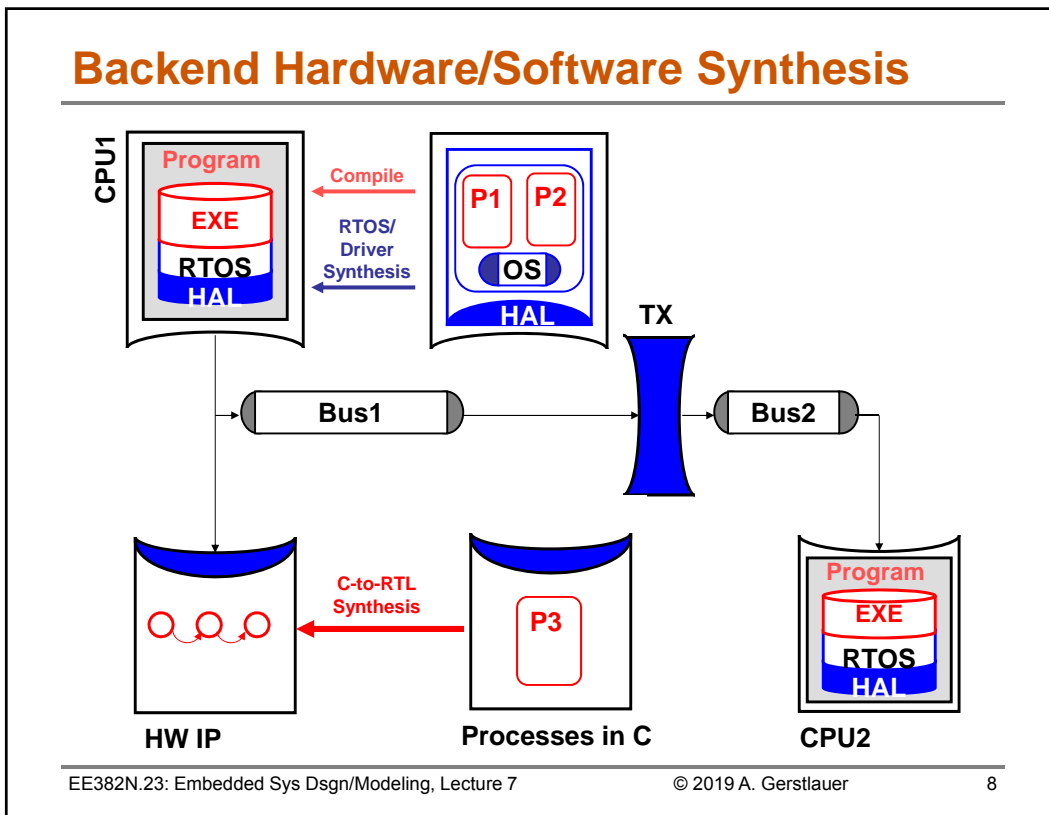 Backend Hardware/Software Synthesis
CPU1
Program
EXE
RTOS
HAL
Compile
RTOS/
Driver
Synthesis
P1
P2
OS
HAL
TX
Bus1
Bus2
C-to-RTL
Synthesis
P3
Program
EXE
RTOS
HAL
HW IP
Processes in C
CPU2
EE382N.23: Embedded Sys Dsgn/Modeling, Lecture 7
© 2019 A. Gerstlauer
8